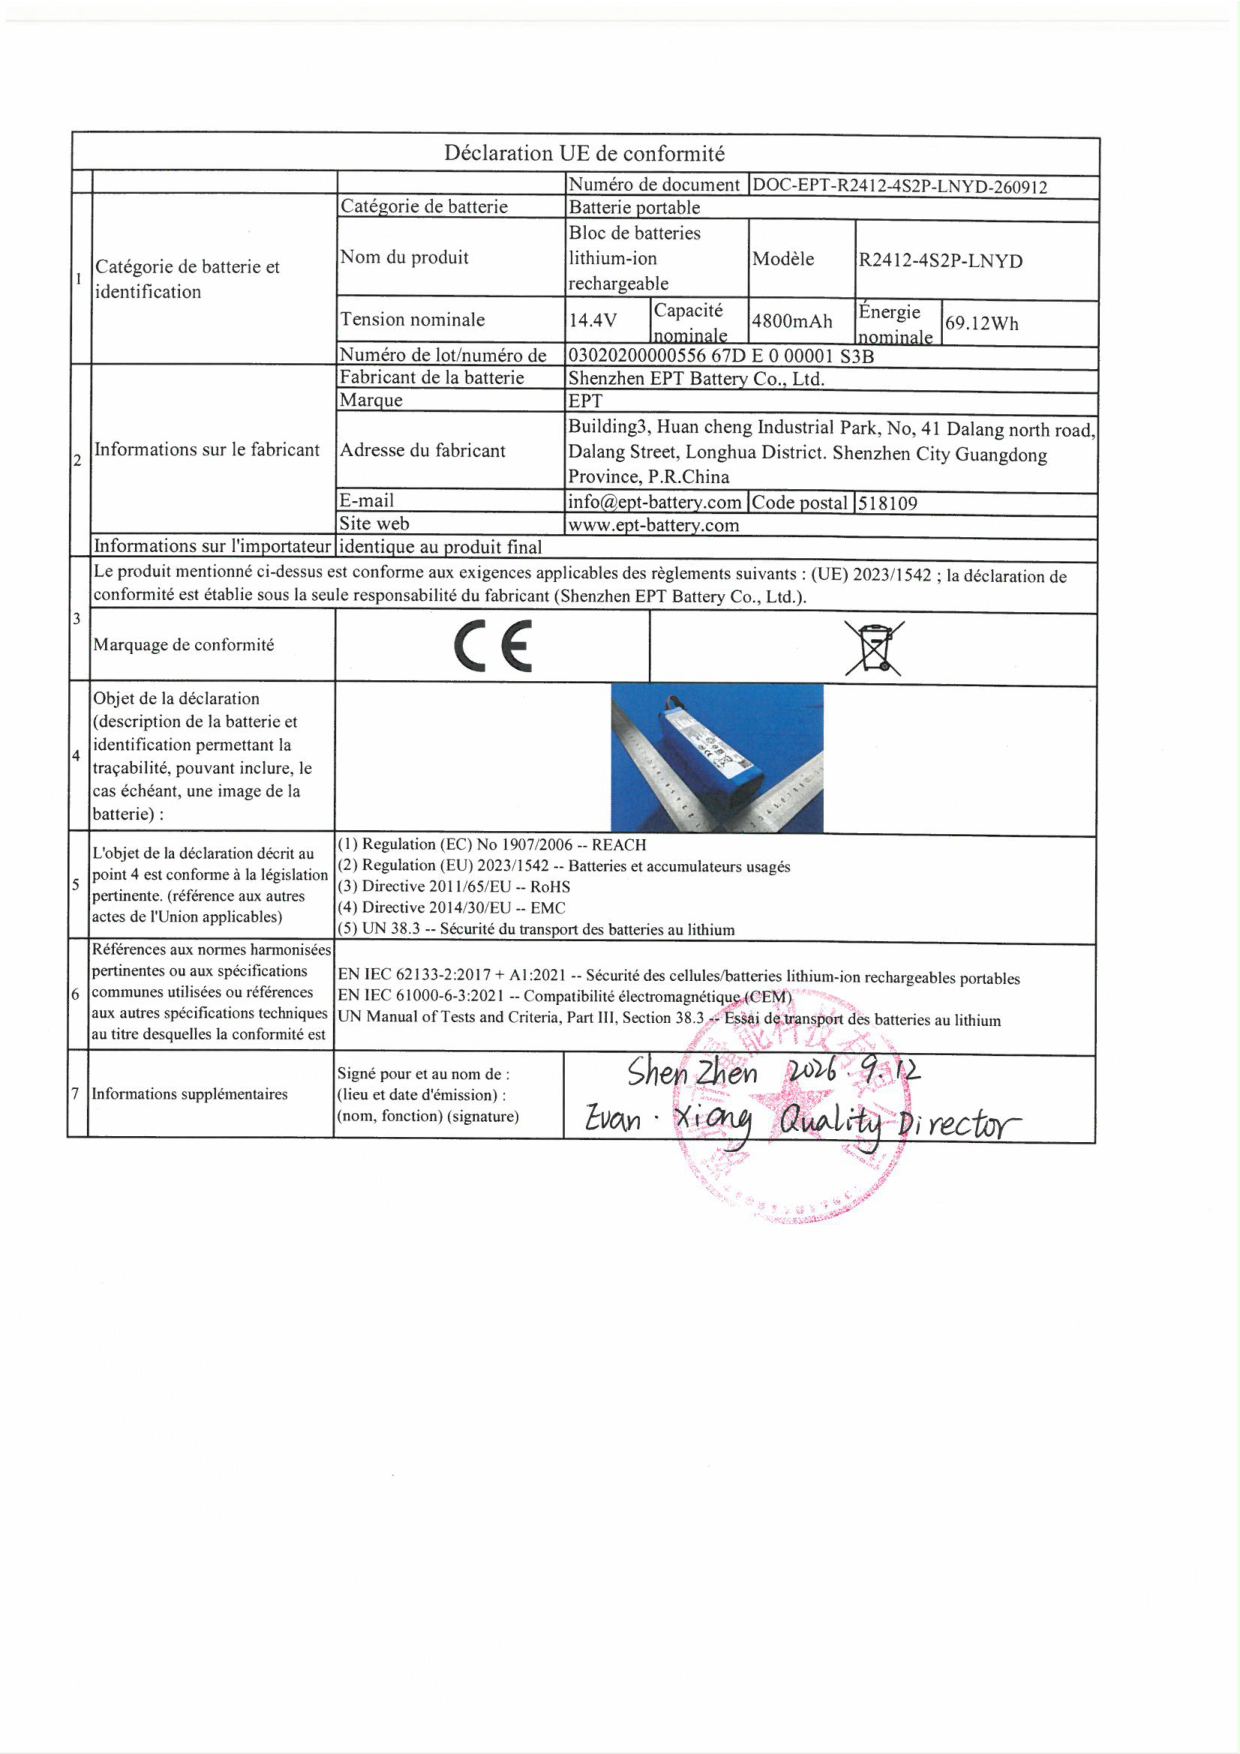 Déclaration UE de conformité
Numéro de document DOC-EPT-R2412-4S2P-LNYD-260912
1 Catégorie de batterie et identification
Catégorie de batterie Batterie portable
Nom du produit
Bloc de batteries
lithium-ion
rechargeable
Modèle R2412-4S2P-LNYD
Tension nominale 14.4V
Capacité
nominale
4800mAh
Énergie
nominale
69.12Wh
Numéro de lot/numéro de 03020200000556 67D E 0 00001 S3B
2 Informations sur le fabricant
Fabricant de la batterie Shenzhen EPT Battery Co., Ltd.
Marque EPT
Adresse du fabricant
Building3, Huan cheng Industrial Park, No, 41 Dalang north road,
Dalang Street, Longhua District. Shenzhen City Guangdong
Province, P.R.China
E-mail info@ept-battery.com Code postal 518109
Site web www.ept-battery.com
Informations sur l'importateur identique au produit final
3
Le produit mentionné ci-dessus est conforme aux exigences applicables des règlements suivants : (UE) 2023/1542 ; la déclaration de
conformité est établie sous la seule responsabilité du fabricant (Shenzhen EPT Battery Co., Ltd.).
Marquage de conformité CE
4
Objet de la déclaration
(description de la batterie et
identification permettant la
traçabilité, pouvant inclure, le
cas échéant, une image de la
batterie) :
5
L'objet de la déclaration décrit au
point 4 est conforme à la législation
pertinente. (référence aux autres
actes de l'Union applicables)
(1) Regulation (EC) No 1907/2006 -- REACH
(2) Regulation (EU) 2023/1542 -- Batteries et accumulateurs usagés
(3) Directive 2011/65/EU -- RoHS
(4) Directive 2014/30/EU -- EMC
(5) UN 38.3 -- Sécurité du transport des batteries au lithium
6
Références aux normes harmonisées
pertinentes ou aux spécifications
communes utilisées ou références
aux autres spécifications techniques
au titre desquelles la conformité est
EN IEC 62133-2:2017 + A1:2021 -- Sécurité des cellules/batteries lithium-ion rechargeables portables
EN IEC 61000-6-3:2021 -- Compatibilité électromagnétique (CEM)
UN Manual of Tests and Criteria, Part III, Section 38.3 -- Essai de transport des batteries au lithium
7 Informations supplémentaires
Signé pour et au nom de :
(lieu et date d'émission) :
(nom, fonction) (signature)
Shen Zhen 2026.9.12
Evan · Xiong Quality Director